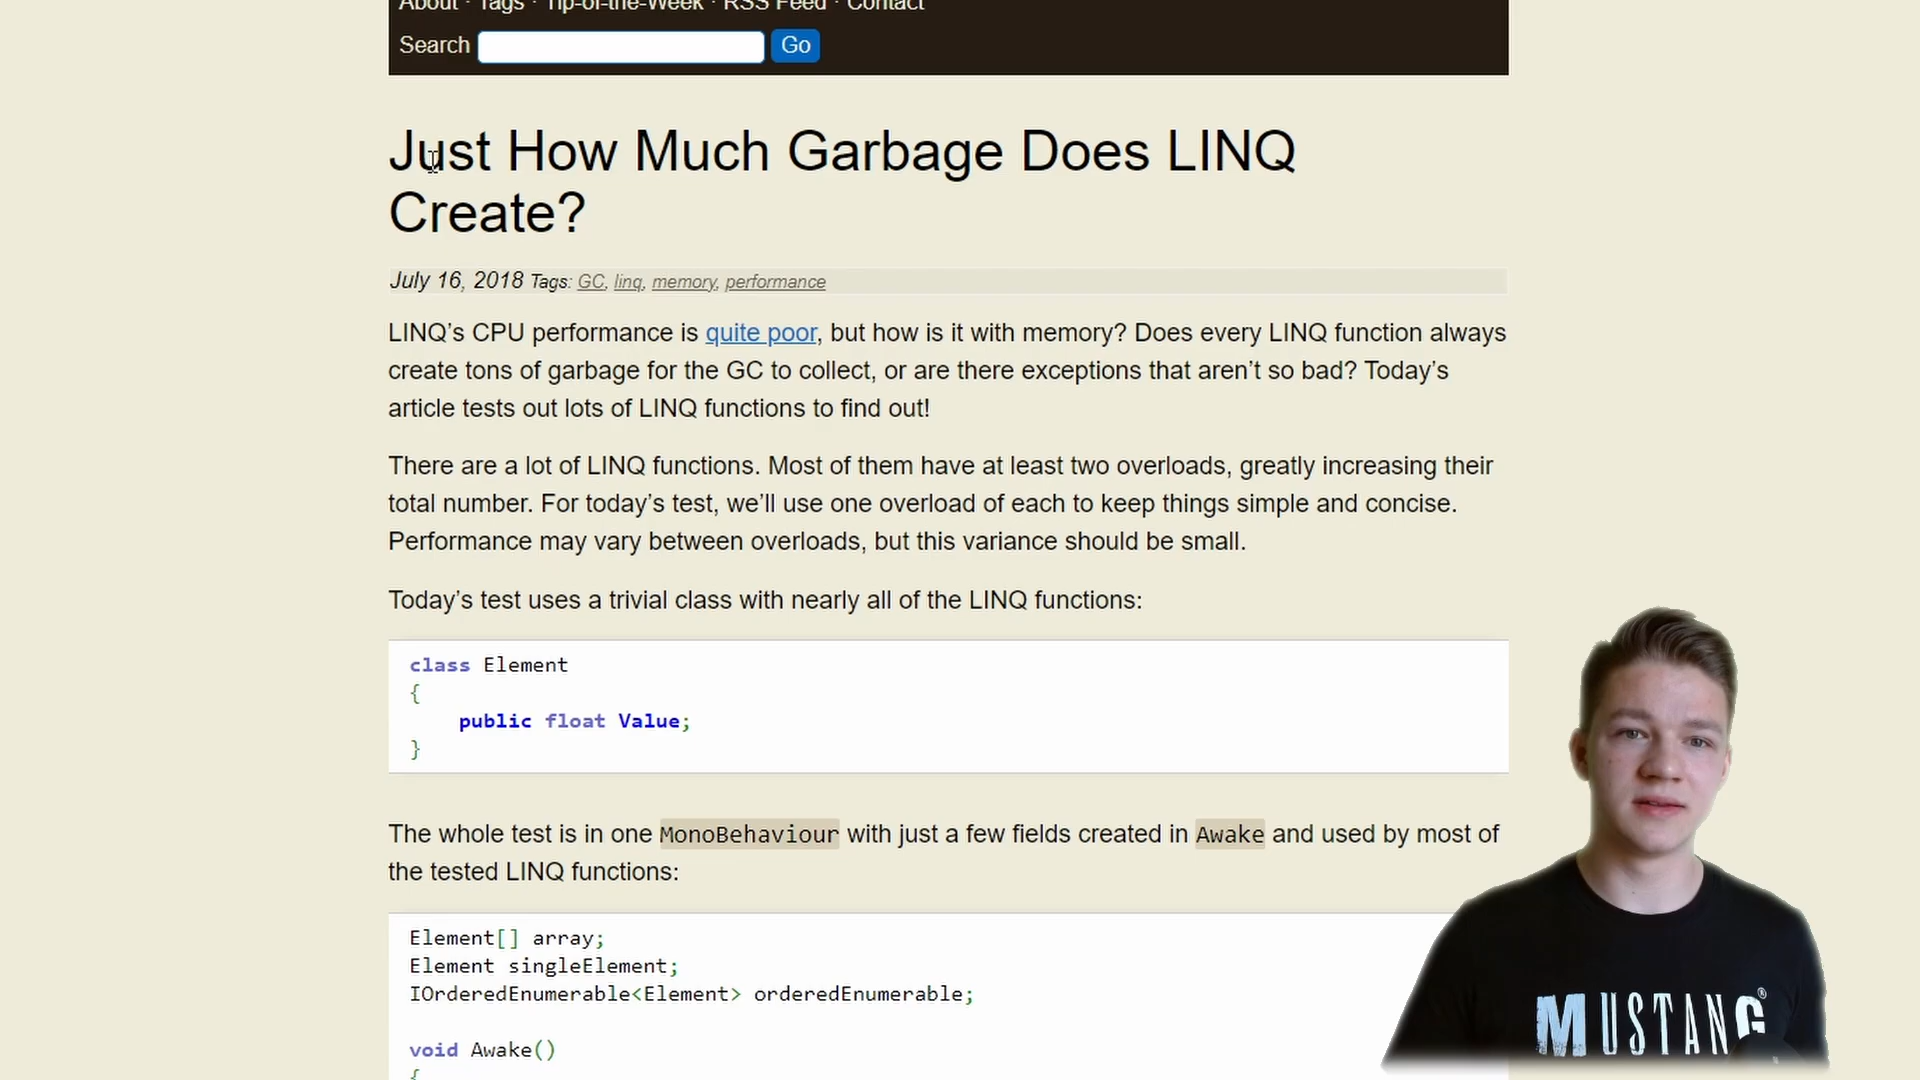 About · Tags · Tip-of-the-Week · RSS Feed · Contact
Search Go
Just How Much Garbage Does LINQ
Create?
July 16, 2018 Tags: GC, linq, memory, performance
LINQ’s CPU performance is quite poor, but how is it with memory? Does every LINQ function always
create tons of garbage for the GC to collect, or are there exceptions that aren’t so bad? Today’s
article tests out lots of LINQ functions to find out!
There are a lot of LINQ functions. Most of them have at least two overloads, greatly increasing their
total number. For today’s test, we’ll use one overload of each to keep things simple and concise.
Performance may vary between overloads, but this variance should be small.
Today’s test uses a trivial class with nearly all of the LINQ functions:
class Element
{
public float Value;
}
The whole test is in one MonoBehaviour with just a few fields created in Awake and used by most of
the tested LINQ functions:
Element[] array;
Element singleElement;
IOrderedEnumerable<Element> orderedEnumerable;
void Awake()
{
MUSTANG®